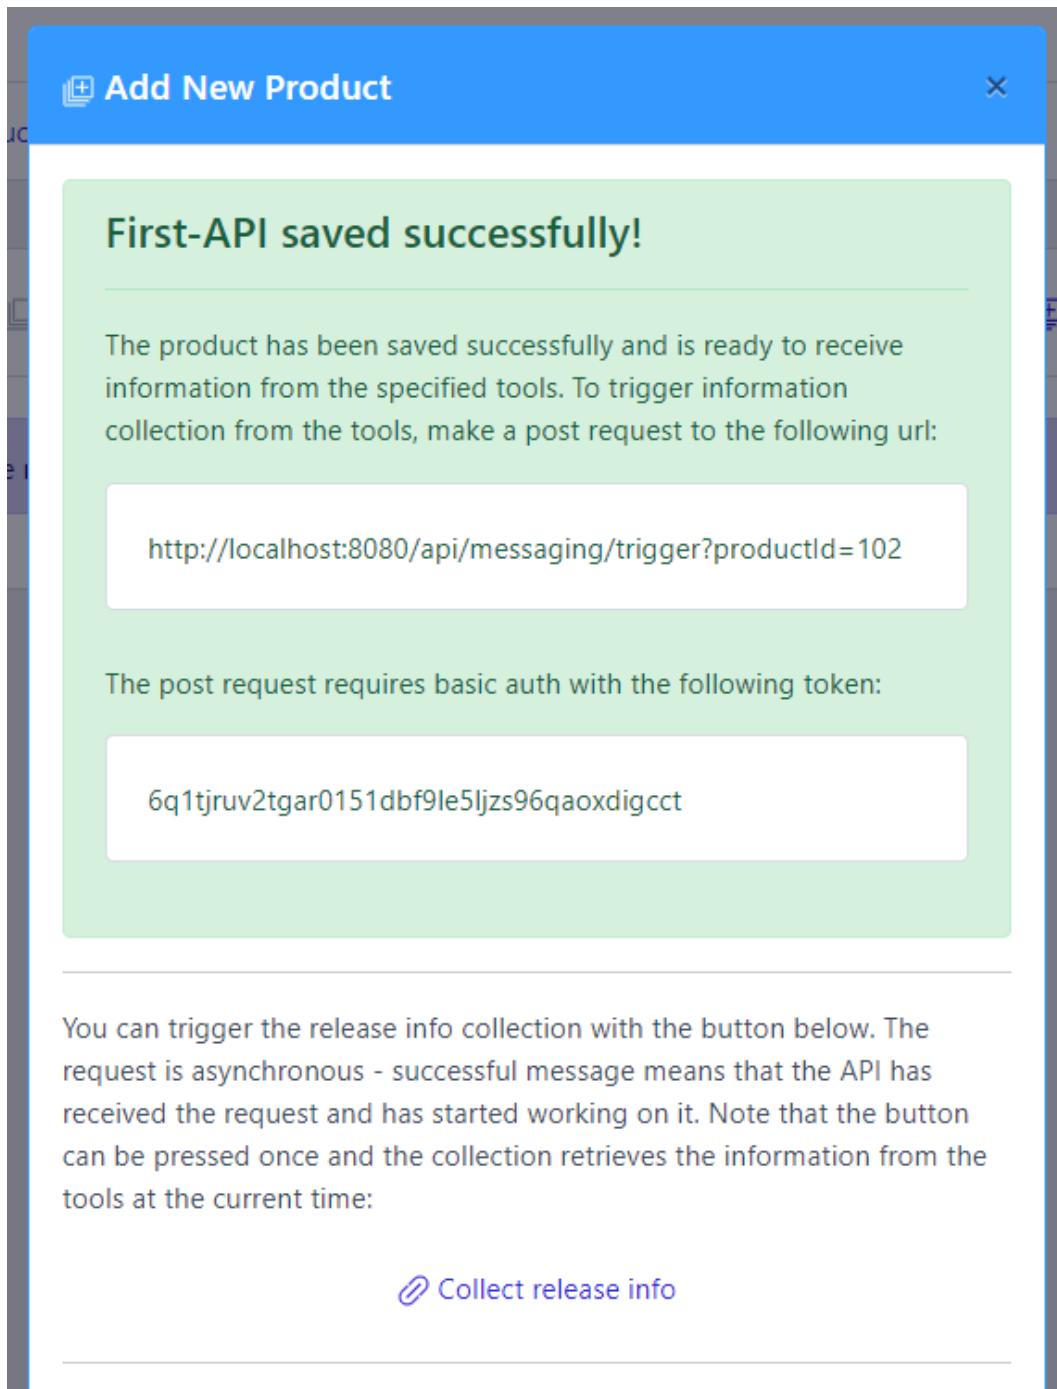 Add New Product
×
First-API saved successfully!
The product has been saved successfully and is ready to receive
information from the specified tools. To trigger information
collection from the tools, make a post request to the following url:
http://localhost:8080/api/messaging/trigger?productId=102
The post request requires basic auth with the following token:
6q1tjruv2tgar0151dbf9le5ljzs96qaoxdigcct
You can trigger the release info collection with the button below. The
request is asynchronous - successful message means that the API has
received the request and has started working on it. Note that the button
can be pressed once and the collection retrieves the information from the
tools at the current time:
Collect release info